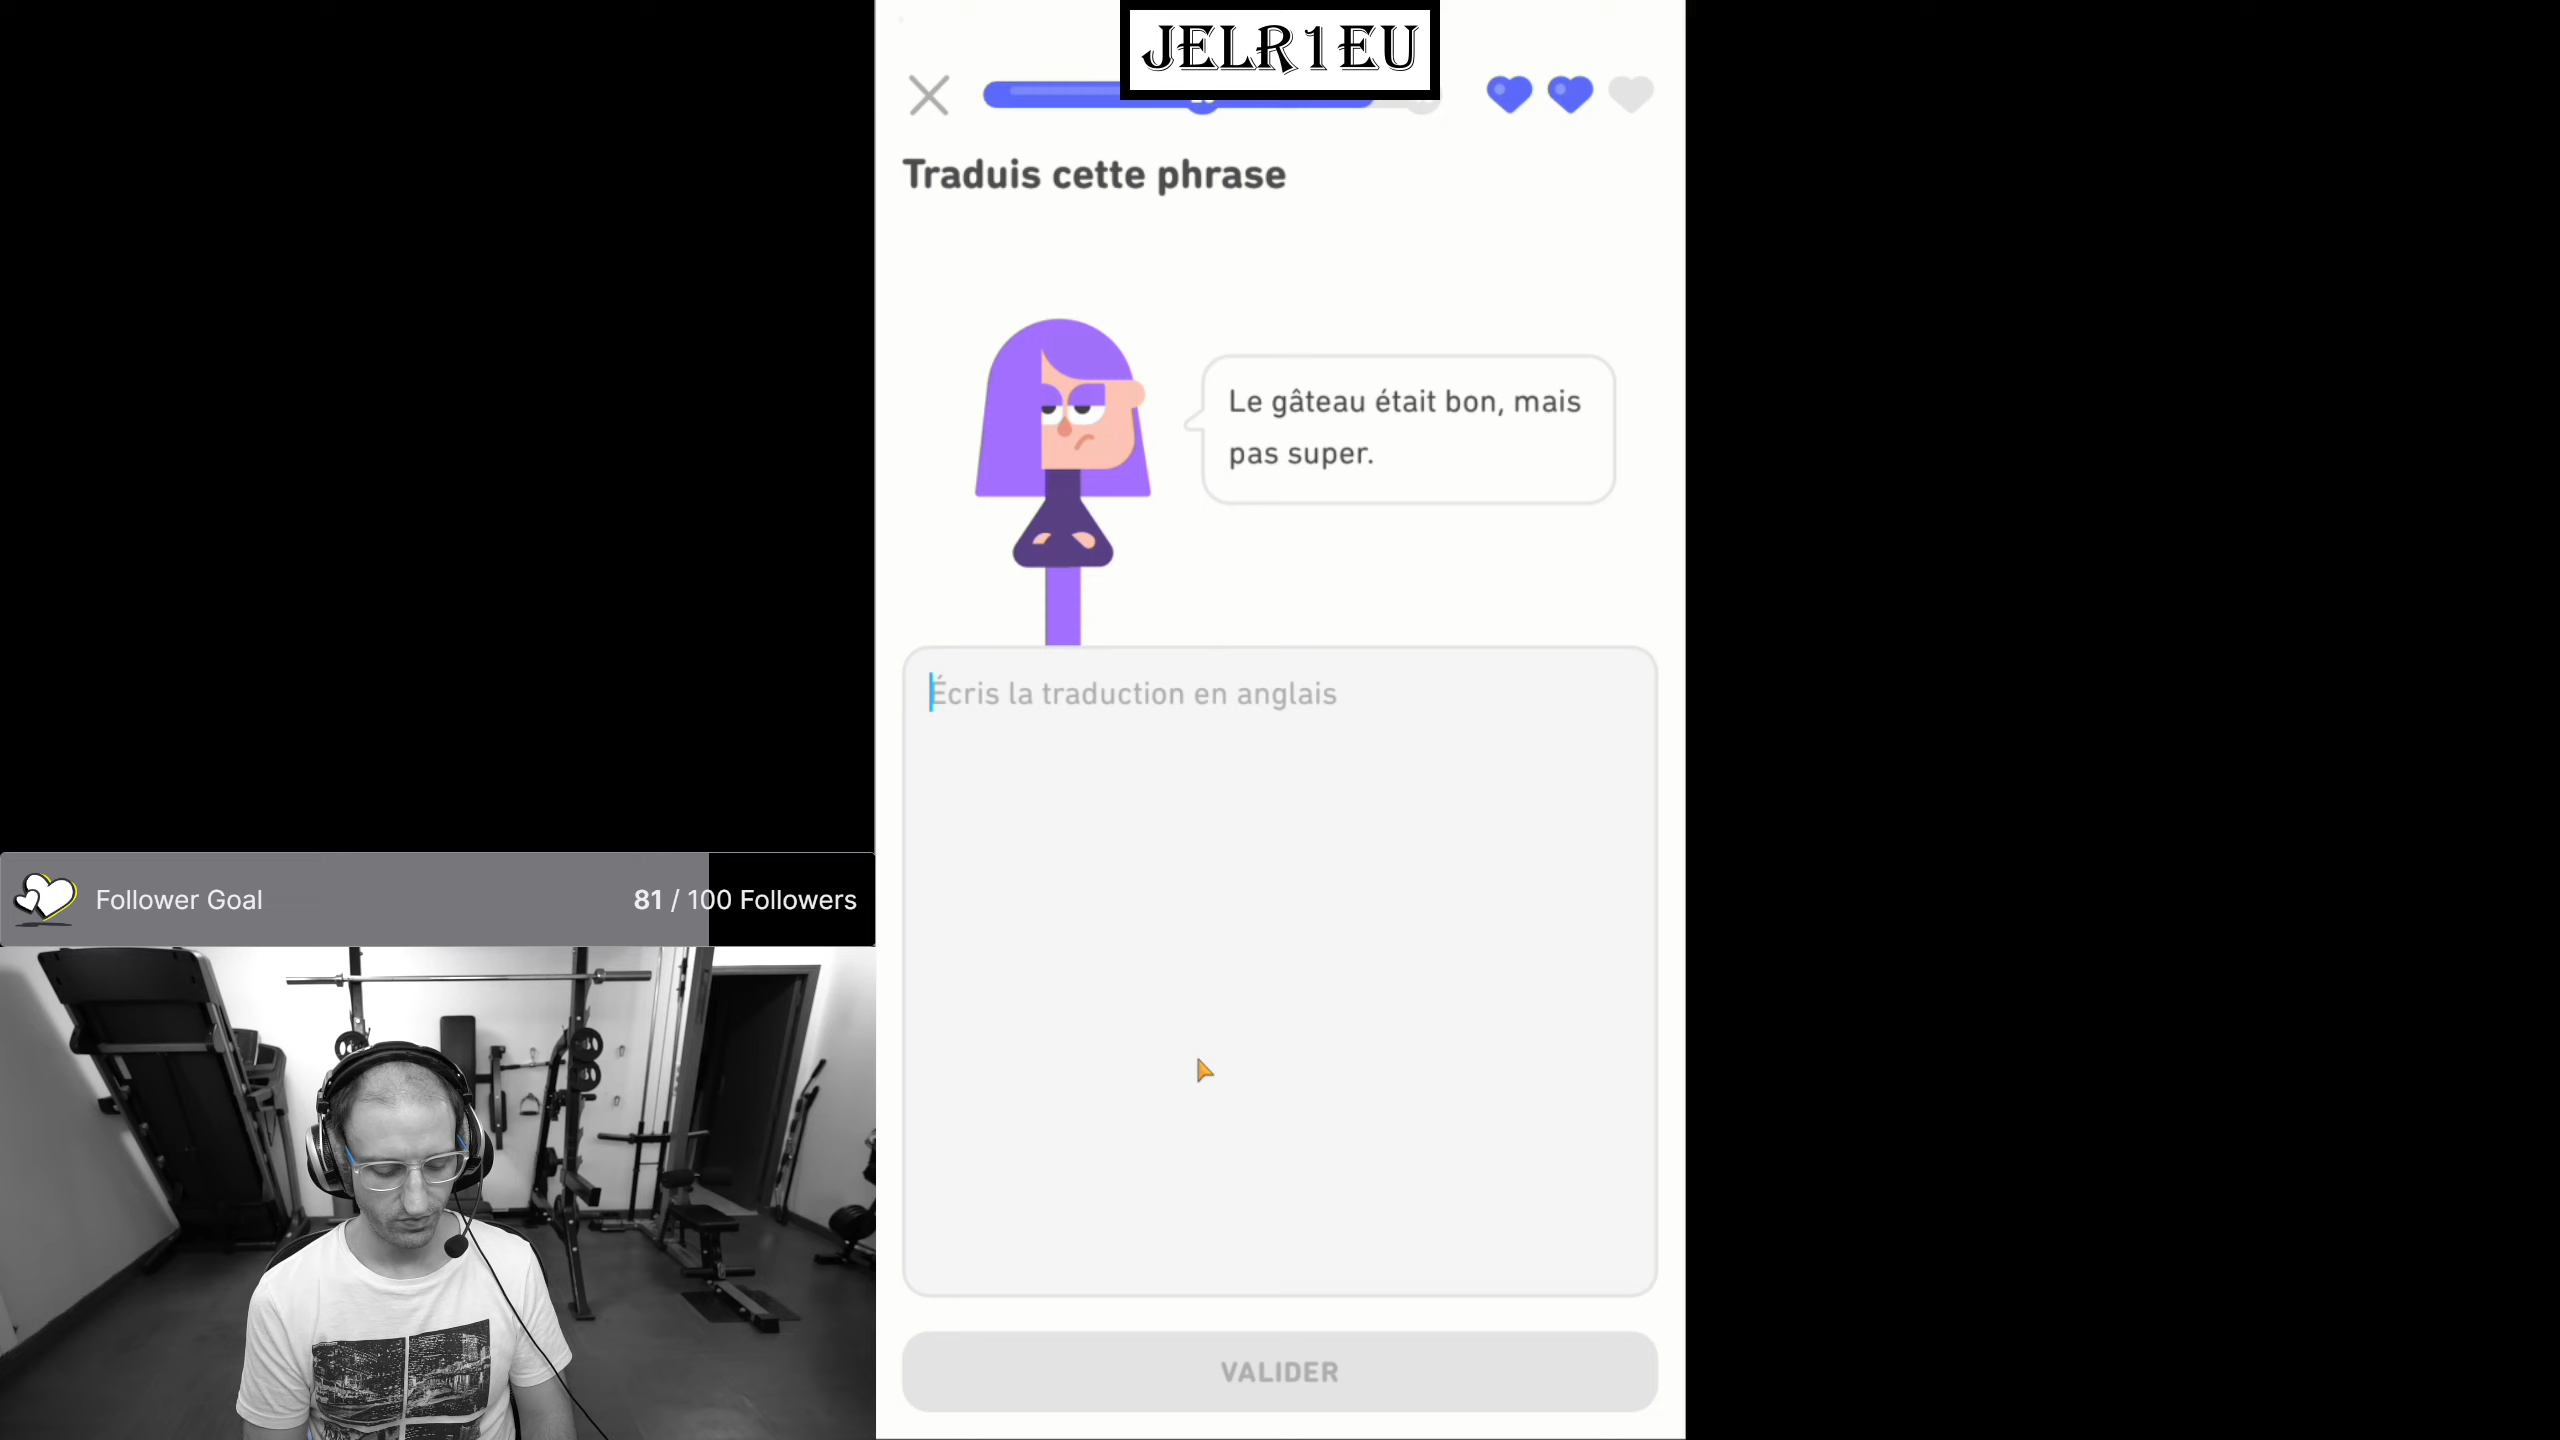 JELR1EU
Traduis cette phrase
Le gâteau était bon, mais
pas super.
Écris la traduction en anglais
Follower Goal
81 / 100 Followers
VALIDER